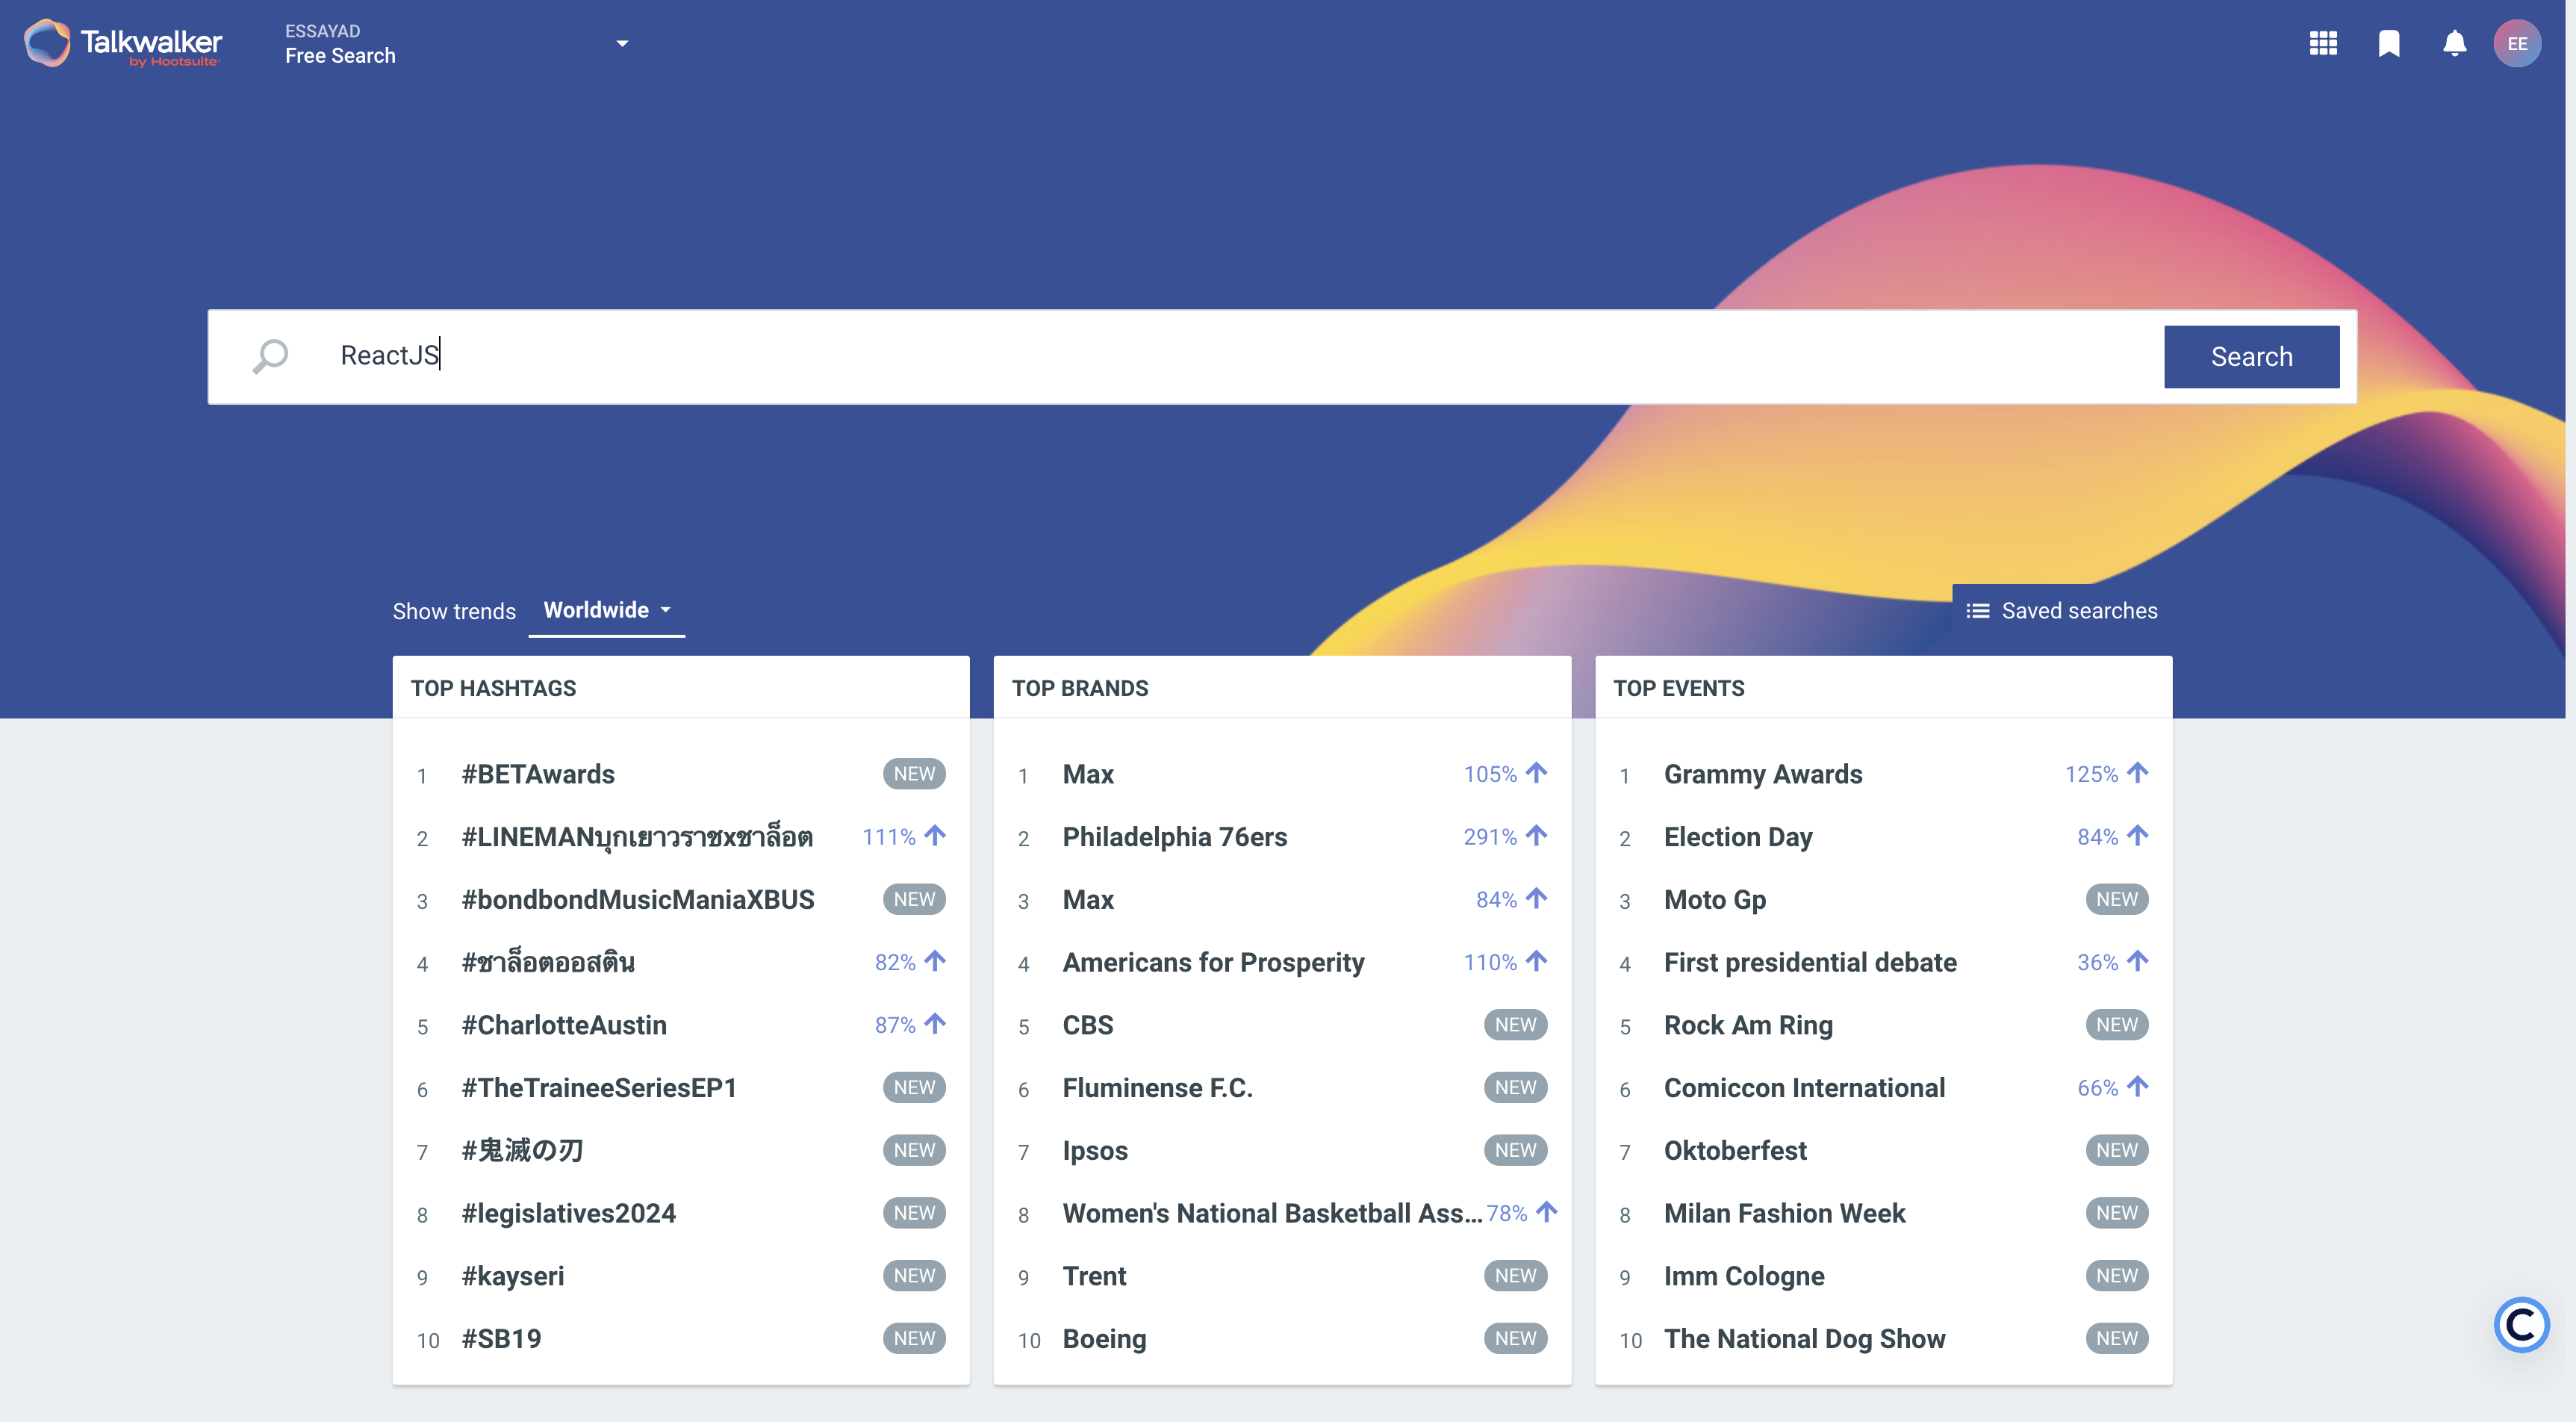 Talkwalker
by Hootsuite
ESSAYAD
Free Search
EE
ReactJS
Search
Show trends
Worldwide
Saved searches
TOP HASHTAGS
1 #BETAwards NEW
2 #LINEMANบุกเยาวราชxชาล็อต 111%
3 #bondbondMusicManiaXBUS NEW
4 #ชาล็อตออสติน 82%
5 #CharlotteAustin 87%
6 #TheTraineeSeriesEP1 NEW
7 #鬼滅の刃 NEW
8 #legislatives2024 NEW
9 #kayseri NEW
10 #SB19 NEW
TOP BRANDS
1 Max 105%
2 Philadelphia 76ers 291%
3 Max 84%
4 Americans for Prosperity 110%
5 CBS NEW
6 Fluminense F.C. NEW
7 Ipsos NEW
8 Women's National Basketball Ass... 78%
9 Trent NEW
10 Boeing NEW
TOP EVENTS
1 Grammy Awards 125%
2 Election Day 84%
3 Moto Gp NEW
4 First presidential debate 36%
5 Rock Am Ring NEW
6 Comiccon International 66%
7 Oktoberfest NEW
8 Milan Fashion Week NEW
9 Imm Cologne NEW
10 The National Dog Show NEW
C